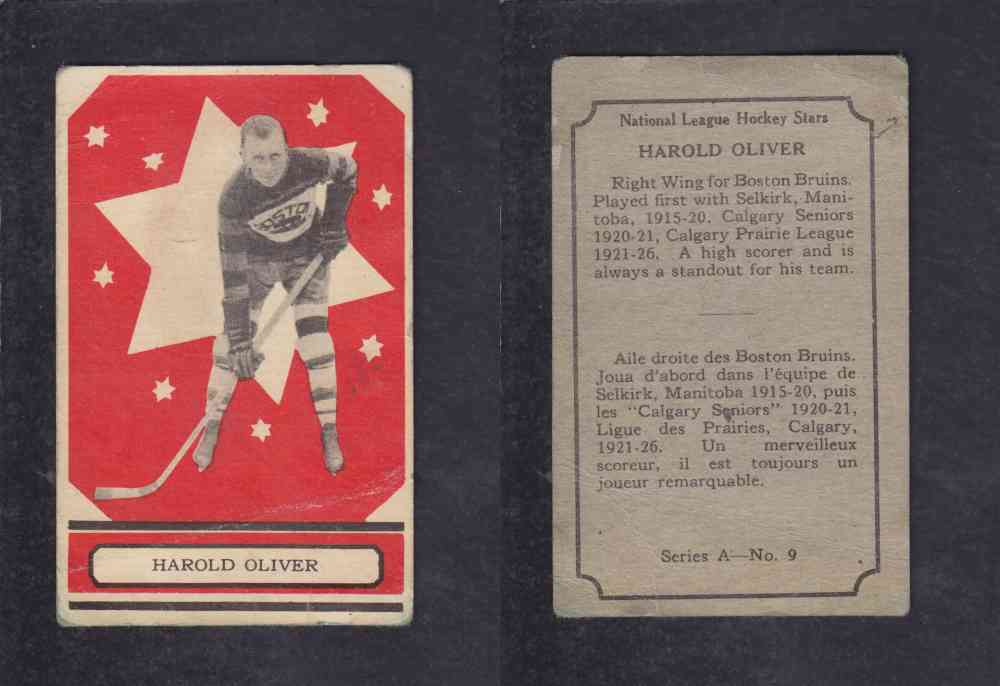 BOSTON
HAROLD OLIVER
National League Hockey Stars
HAROLD OLIVER
Right Wing for Boston Bruins.
Played first with Selkirk, Mani-
toba, 1915-20. Calgary Seniors
1920-21, Calgary Prairie League
1921-26. A high scorer and is
always a standout for his team.
Aile droite des Boston Bruins.
Joua d'abord dans l'équipe de
Selkirk, Manitoba 1915-20, puis
les "Calgary Seniors" 1920-21,
Ligue des Prairies, Calgary,
1921-26. Un merveilleux
scoreur, il est toujours un
joueur remarquable.
Series A—No. 9